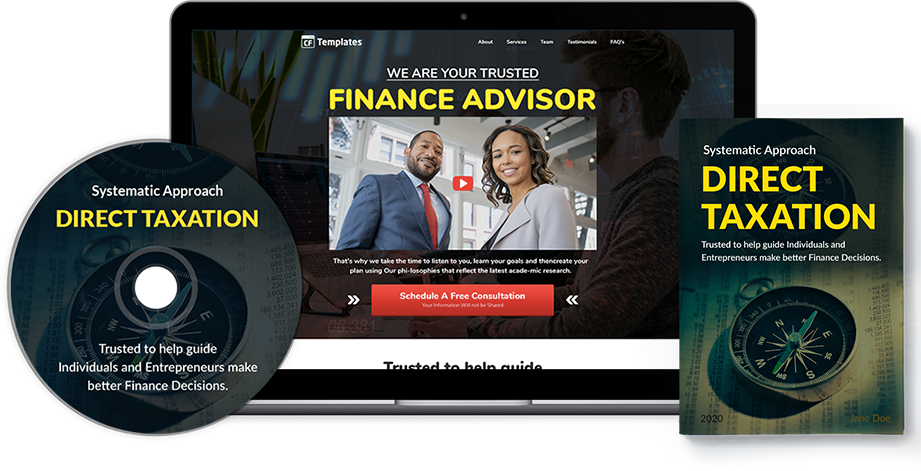 CF Templates
About Services Team Testimonials FAQ's
WE ARE YOUR TRUSTED
FINANCE ADVISOR
That's why we take the time to listen to you, learn your goals and thencreate your
plan using Our phi-losophies that reflect the latest acade-mic research.
Schedule A Free Consultation
Your Information Will not be Shared
Trusted to help guide
Systematic Approach
DIRECT TAXATION
N
NW
E
W
Trusted to help guide
Individuals and Entrepreneurs make
better Finance Decisions.
Systematic Approach
DIRECT
TAXATION
Trusted to help guide Individuals and
Entrepreneurs make better Finance Decisions.
N
NW
E
W
SE
SW
S
2020
Jane Doe